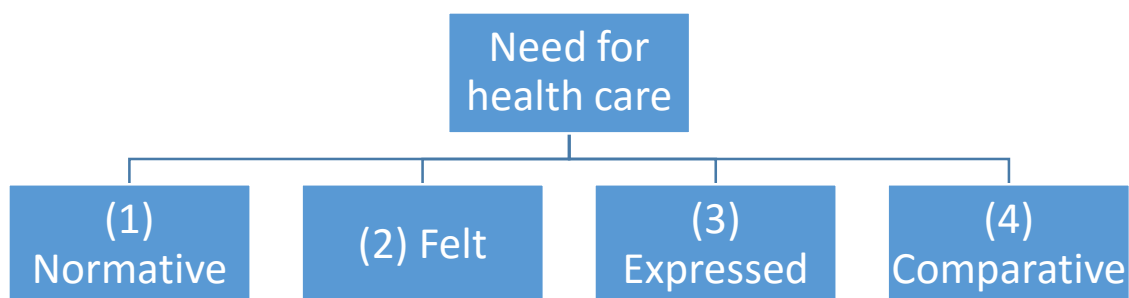 Need for
health care
(1)
Normative
(2) Felt
(3)
Expressed
(4)
Comparative